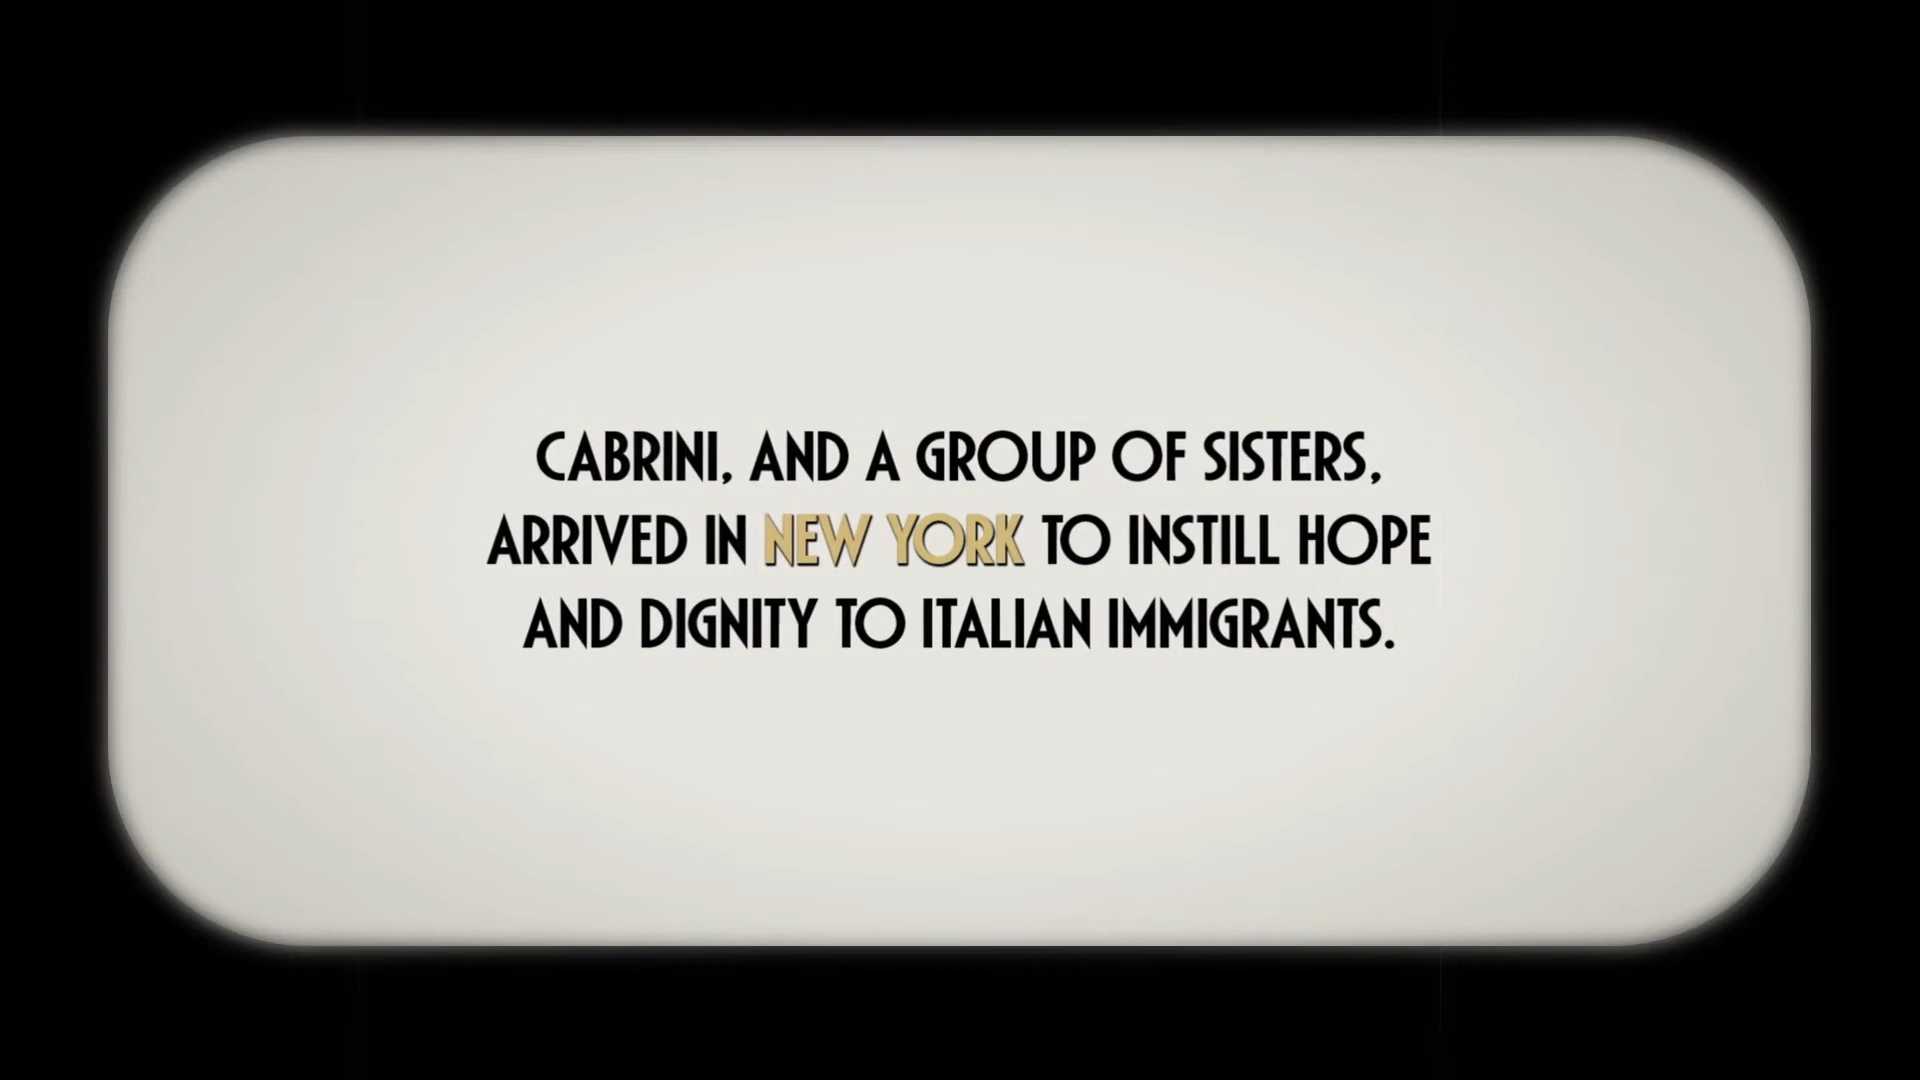 CABRINI, AND A GROUP OF SISTERS,
ARRIVED IN NEW YORK TO INSTILL HOPE
AND DIGNITY TO ITALIAN IMMIGRANTS.